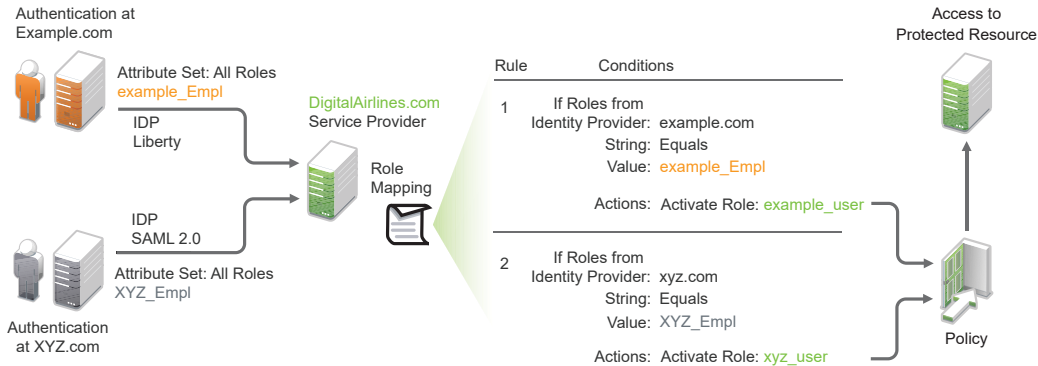 Authentication at
Example.com
Attribute Set: All Roles
example_Empl
IDP
Liberty
DigitalAirlines.com
Service Provider
Role
Mapping
IDP
SAML 2.0
Attribute Set: All Roles
XYZ_Empl
Authentication
at XYZ.com
Rule Conditions
1 If Roles from
Identity Provider: example.com
String: Equals
Value: example_Empl
Actions: Activate Role: example_user
2 If Roles from
Identity Provider: xyz.com
String: Equals
Value: XYZ_Empl
Actions: Activate Role: xyz_user
Access to
Protected Resource
Policy